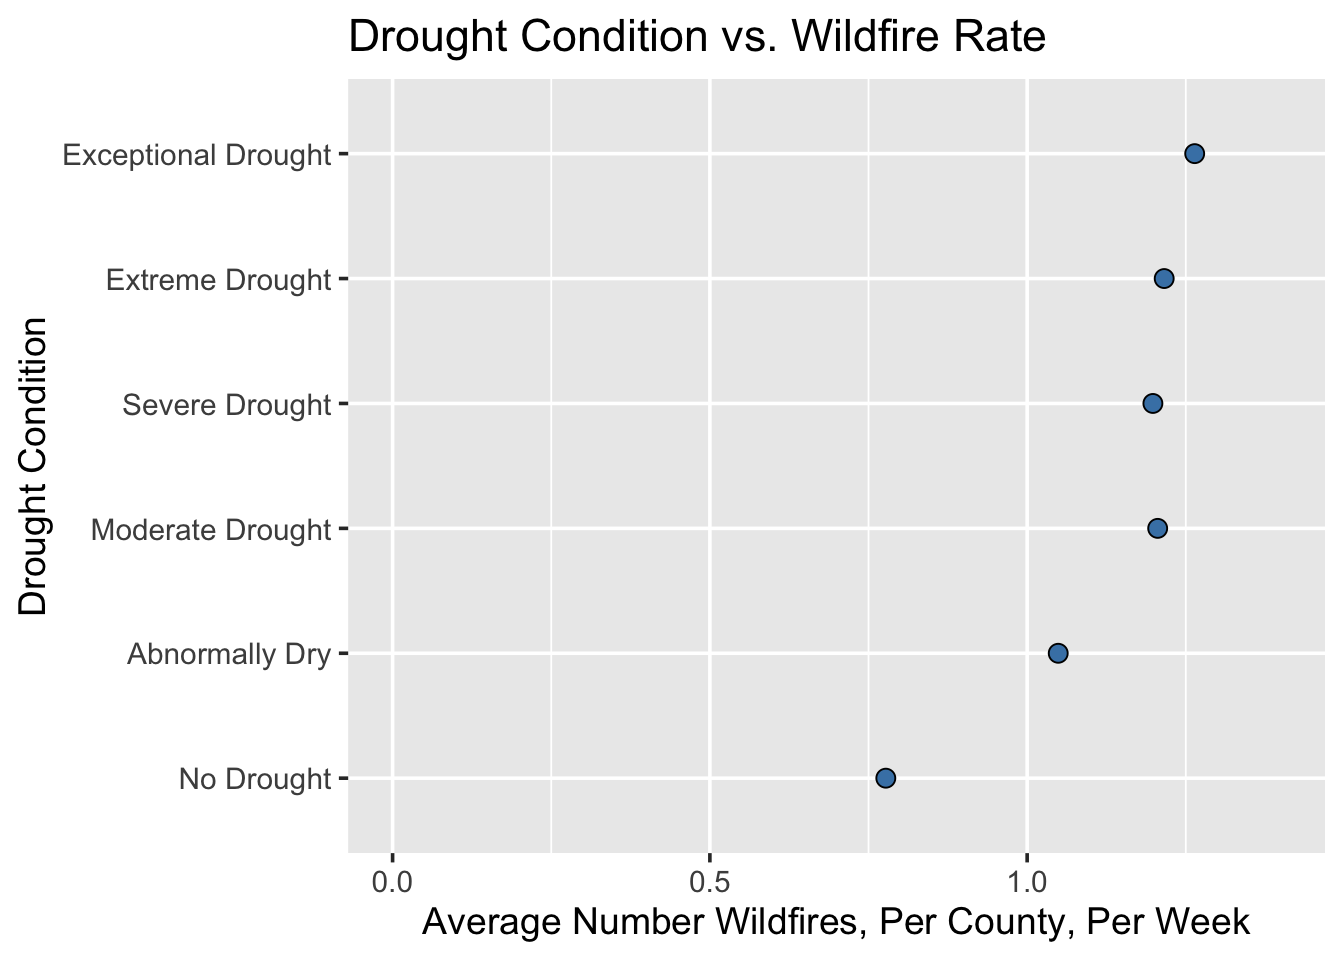 Drought Condition vs. Wildfire Rate
Drought Condition
Exceptional Drought
Extreme Drought
Severe Drought
Moderate Drought
Abnormally Dry
No Drought
0.0 0.5 1.0
Average Number Wildfires, Per County, Per Week